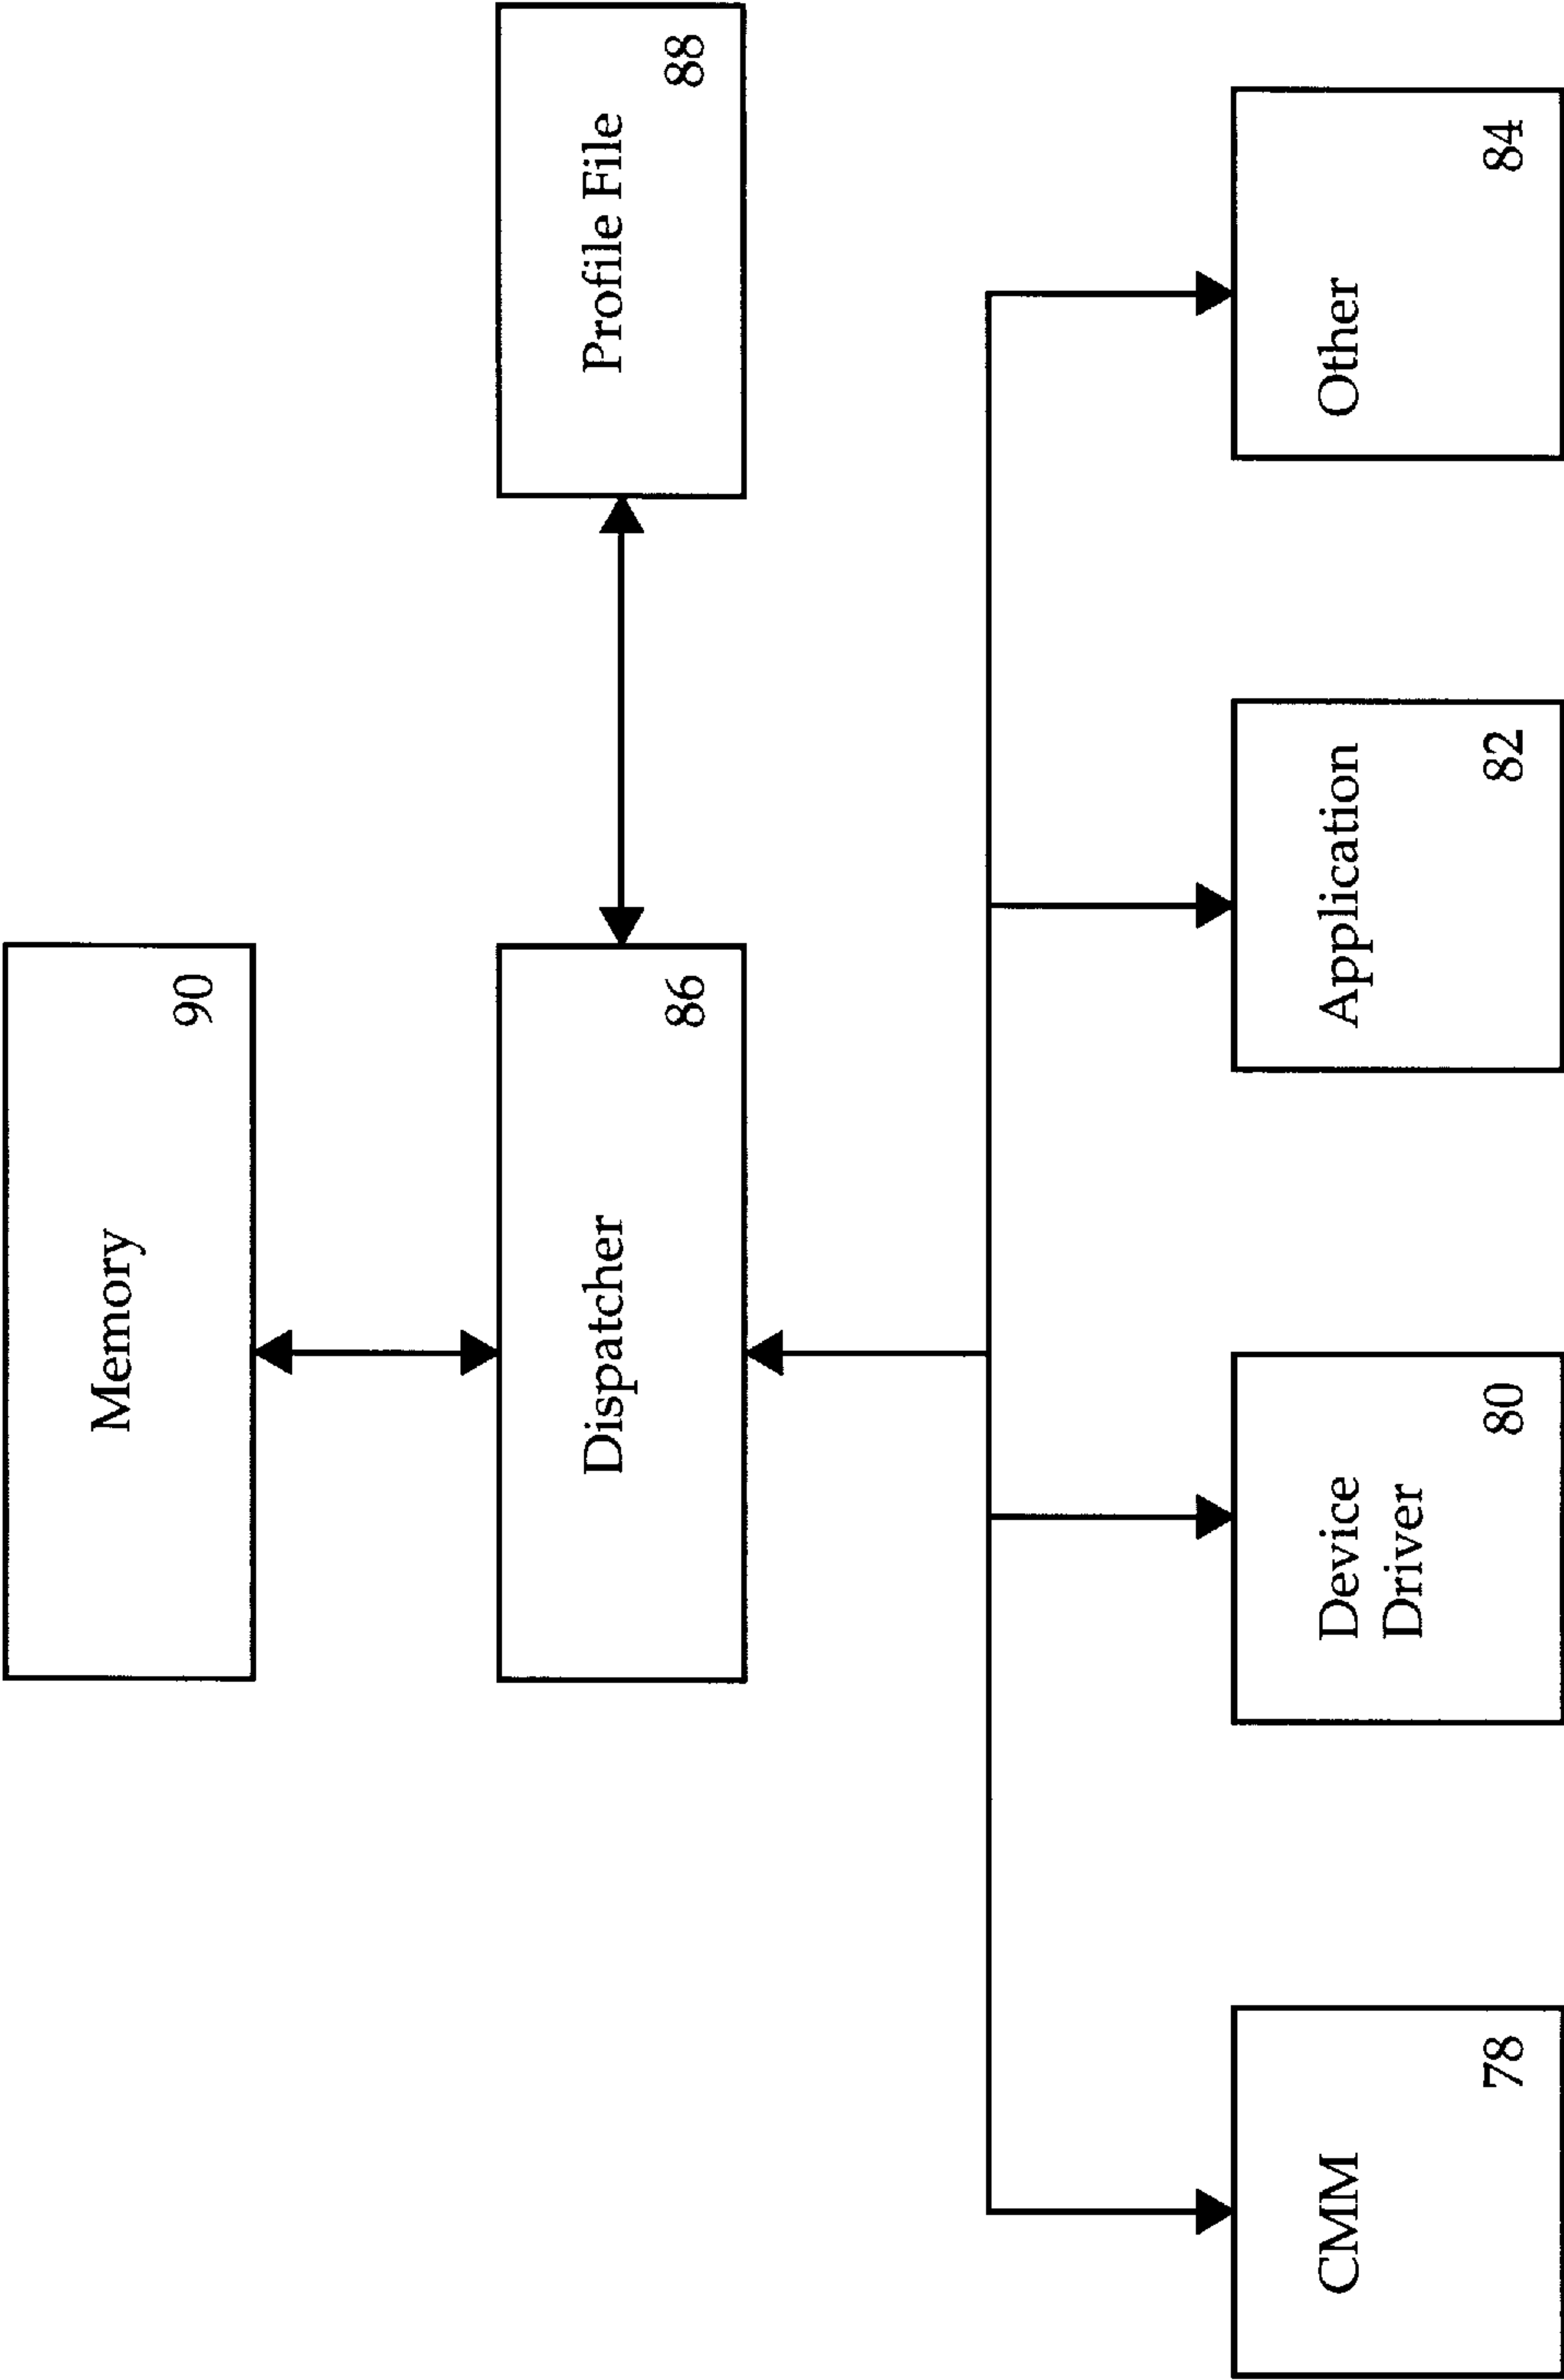 Memory
90
Dispatcher
86
Profile File
88
CMM
78
Device
Driver
80
Application
82
Other
84